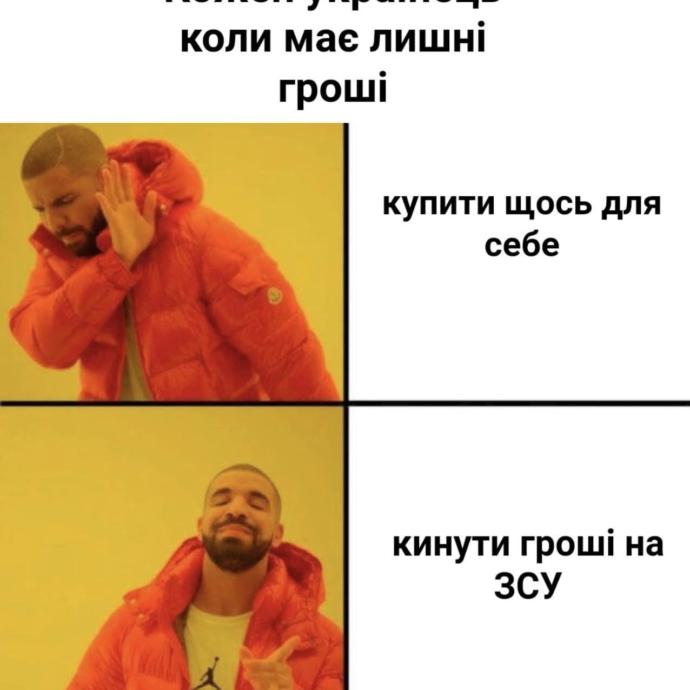 коли має лишні
гроші
купити щось для
себе
кинути гроші на
ЗСУ